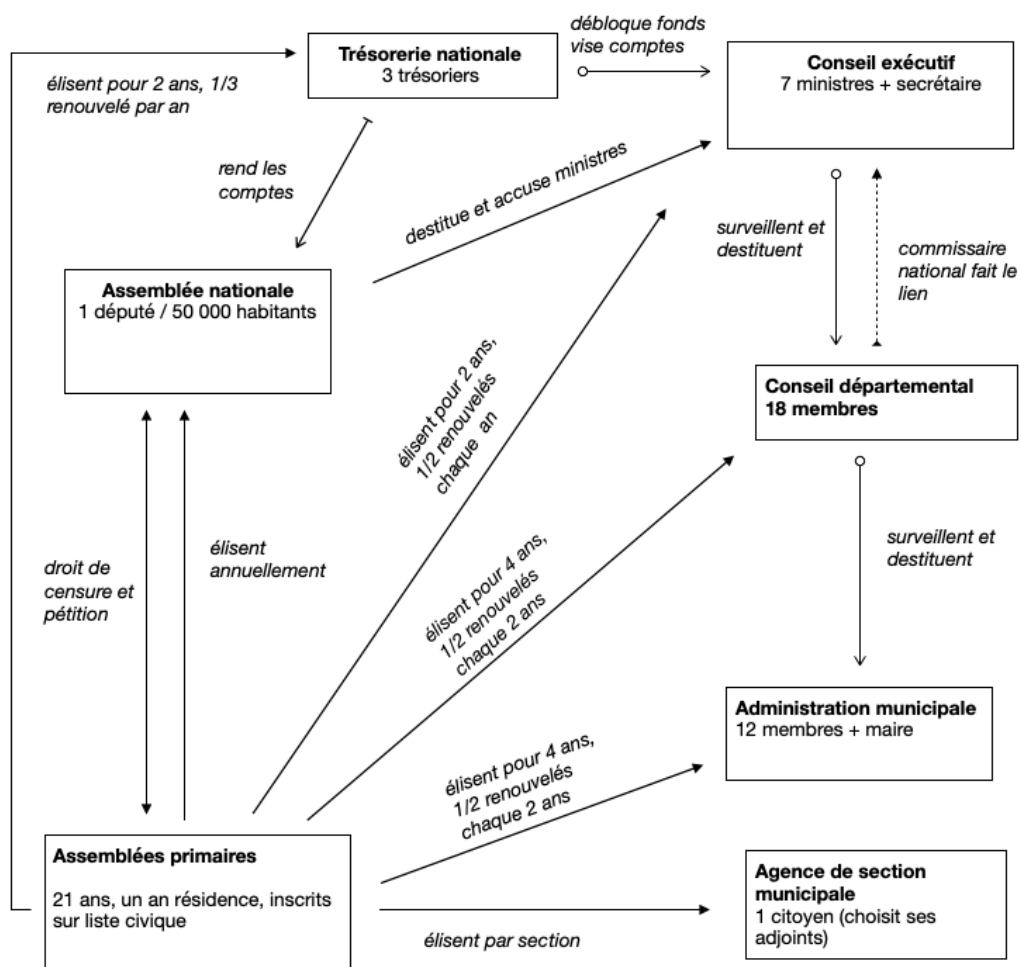 débloque fonds
vise comptes
Trésorerie nationale
3 trésoriers
Conseil exécutif
7 ministres + secrétaire
élisent pour 2 ans, 1/3
renouvelé par an
rend les
comptes
destitue et accuse ministres
surveillent et
destituent
commissaire
national fait le
lien
Assemblée nationale
1 député / 50 000 habitants
élisent pour 2 ans,
1/2 renouvelés
chaque an
Conseil départemental
18 membres
droit de
censure et
pétition
élisent
annuellement
élisent pour 4 ans,
1/2 renouvelés
chaque 2 ans
surveillent et
destituent
Administration municipale
12 membres + maire
élisent pour 4 ans,
1/2 renouvelés
chaque 2 ans
Assemblées primaires
21 ans, un an résidence, inscrits
sur liste civique
élisent par section
Agence de section
municipale
1 citoyen (choisit ses
adjoints)